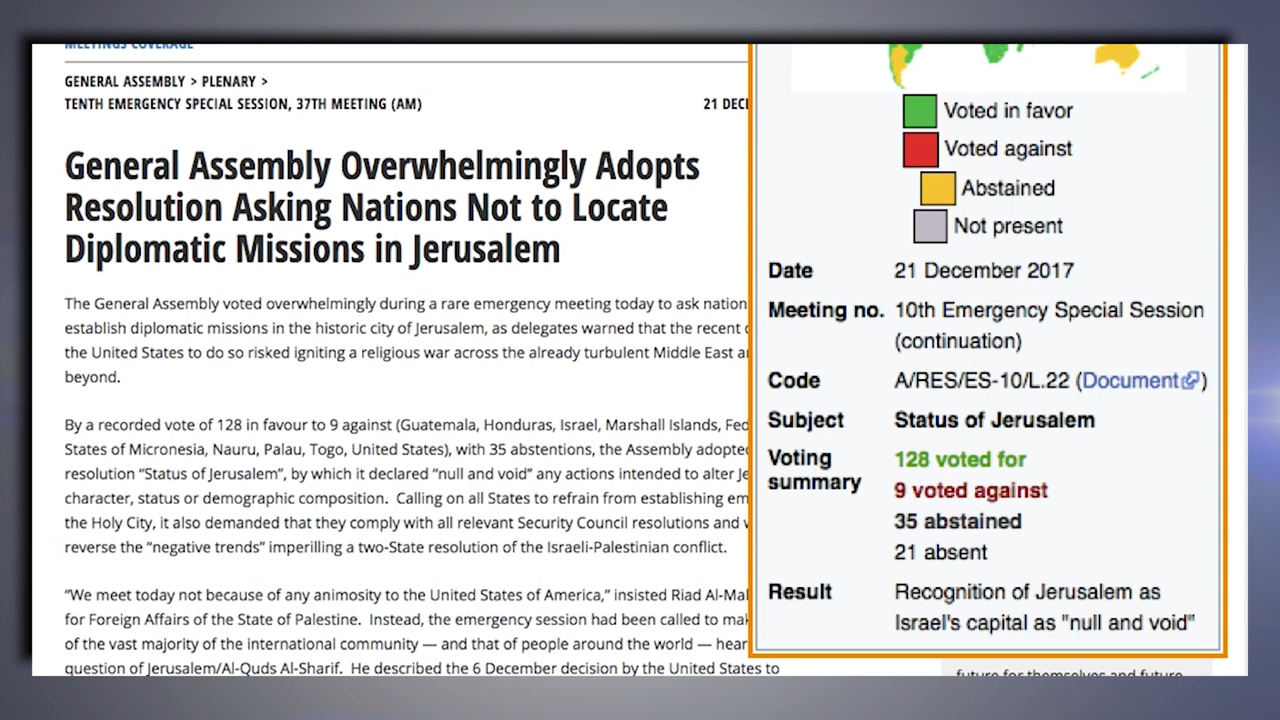 MEETINGS COVERAGE
GENERAL ASSEMBLY > PLENARY >
TENTH EMERGENCY SPECIAL SESSION, 37TH MEETING (AM)
21
General Assembly Overwhelmingly Adopts
Resolution Asking Nations Not to Locate
Diplomatic Missions in Jerusalem
The General Assembly voted overwhelmingly during a rare emergency meeting today to ask
establish diplomatic missions in the historic city of Jerusalem, as delegates warned that the recent
the United States to do so risked igniting a religious war across the already turbulent Middle East
beyond.
By a recorded vote of 128 in favour to 9 against (Guatemala, Honduras, Israel, Marshall Islands,
States of Micronesia, Nauru, Palau, Togo, United States), with 35 abstentions, the Assembly adopted
resolution “Status of Jerusalem”, by which it declared “null and void” any actions intended to alter
character, status or demographic composition. Calling on all States to refrain from establishing
the Holy City, it also demanded that they comply with all relevant Security Council resolutions and
reverse the “negative trends” imperilling a two-State resolution of the Israeli-Palestinian conflict.
“We meet today not because of any animosity to the United States of America,” insisted Riad
for Foreign Affairs of the State of Palestine. Instead, the emergency session had been called to
of the vast majority of the international community — and that of people around the world —
question of Jerusalem/Al-Quds Al-Sharif. He described the 6 December decision by the United States to
Voted in favor
Voted against
Abstained
Not present
Date 21 December 2017
Meeting no. 10th Emergency Special Session
(continuation)
Code A/RES/ES-10/L.22 (Document)
Subject Status of Jerusalem
Voting 128 voted for
summary 9 voted against
35 abstained
21 absent
Result Recognition of Jerusalem as
Israel's capital as "null and void"
future for themselves and future